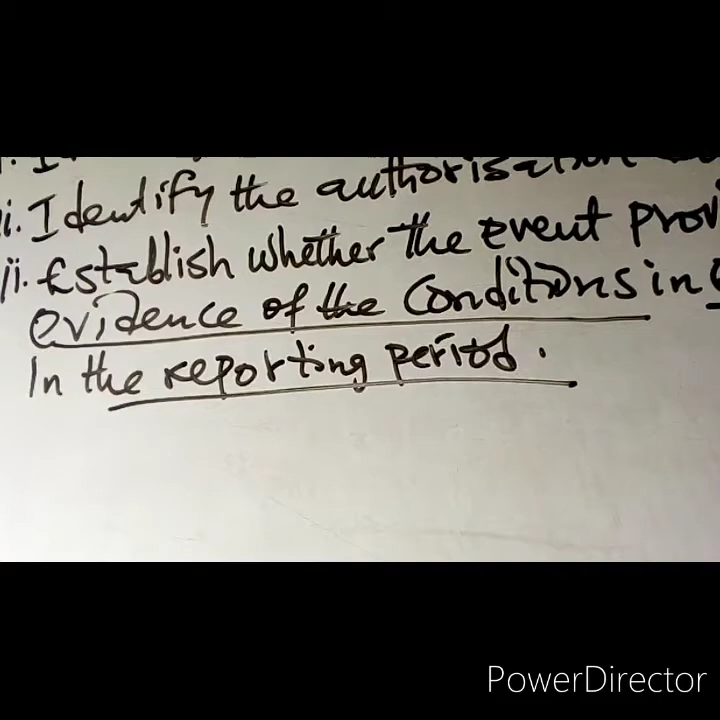 i. Identify the authorisation
ii. Establish whether the event prov
evidence of the conditions in
In the reporting period.
PowerDirector